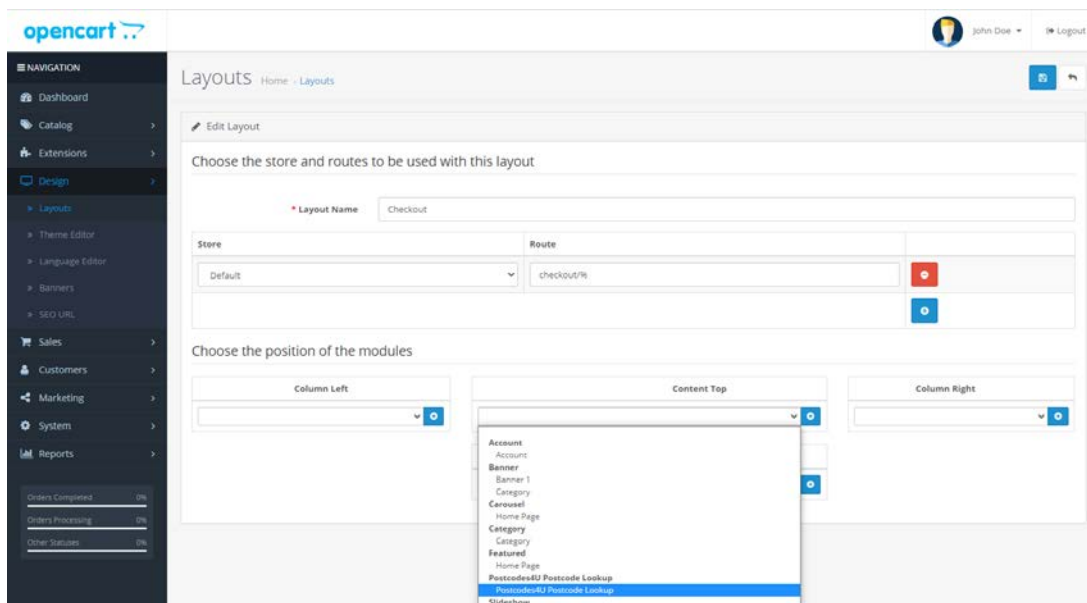 opencart
John Doe
Logout
NAVIGATION
Dashboard
Catalog
Extensions
Design
» Layouts
» Theme Editor
» Language Editor
» Banners
» SEO URL
Sales
Customers
Marketing
System
Reports
Orders Completed 0%
Orders Processing 0%
Other Statuses 0%
Layouts Home › Layouts
Edit Layout
Choose the store and routes to be used with this layout
* Layout Name Checkout
Store Route
Default checkout/%
Choose the position of the modules
Column Left Content Top Column Right
Account
Account
Banner
Banner 1
Category
Carousel
Home Page
Category
Category
Featured
Home Page
Postcodes4U Postcode Lookup
Postcodes4U Postcode Lookup
Slideshow